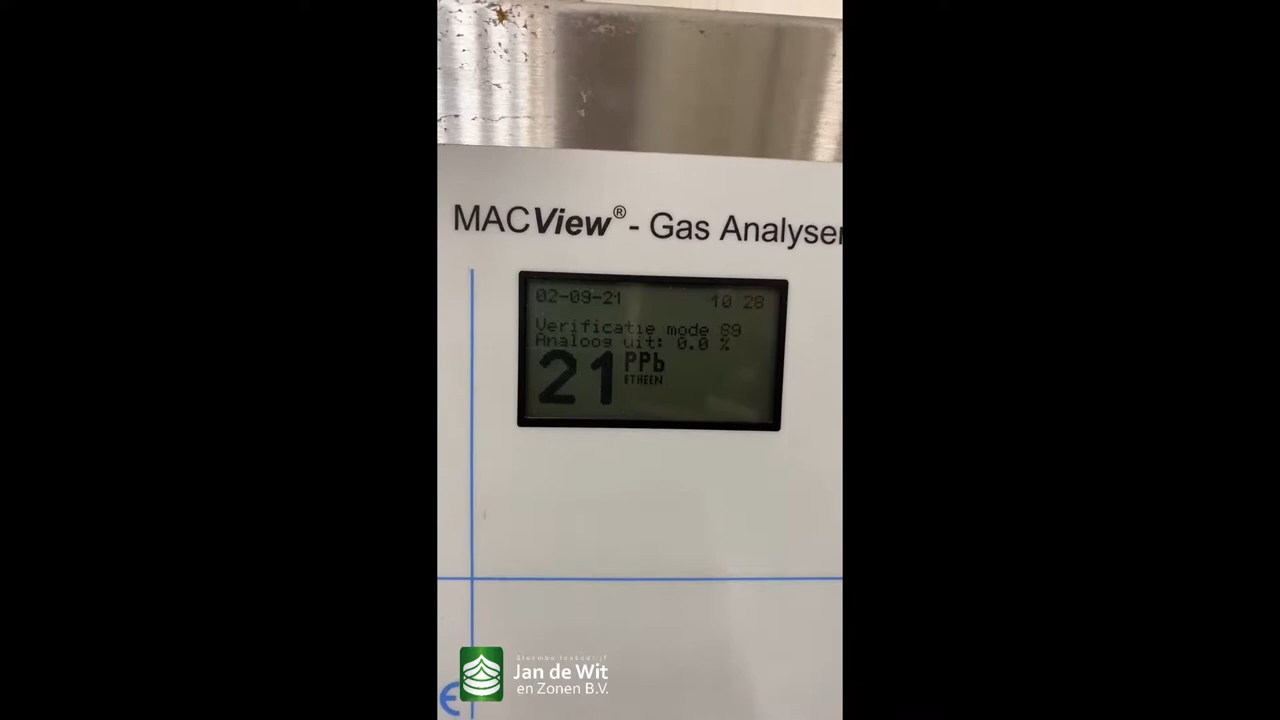 MACView® - Gas Analyser
02-09-21 10 28
Verificatie mode 89
Analoog uit: 0.0 %
21 PPb
ETHEEN
Jan de Wit
en Zonen B.V.